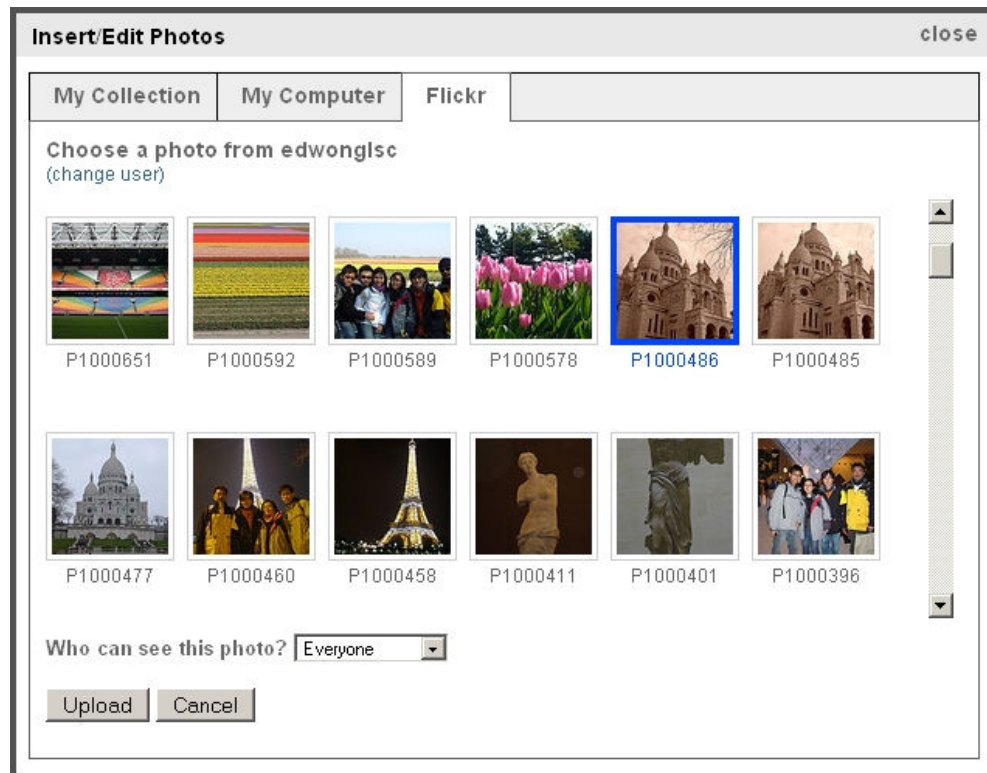 Insert/Edit Photos close
My Collection My Computer Flickr
Choose a photo from edwonglsc
(change user)
P1000651 P1000592 P1000589 P1000578 P1000486 P1000485
P1000477 P1000460 P1000458 P1000411 P1000401 P1000396
Who can see this photo? Everyone
Upload Cancel